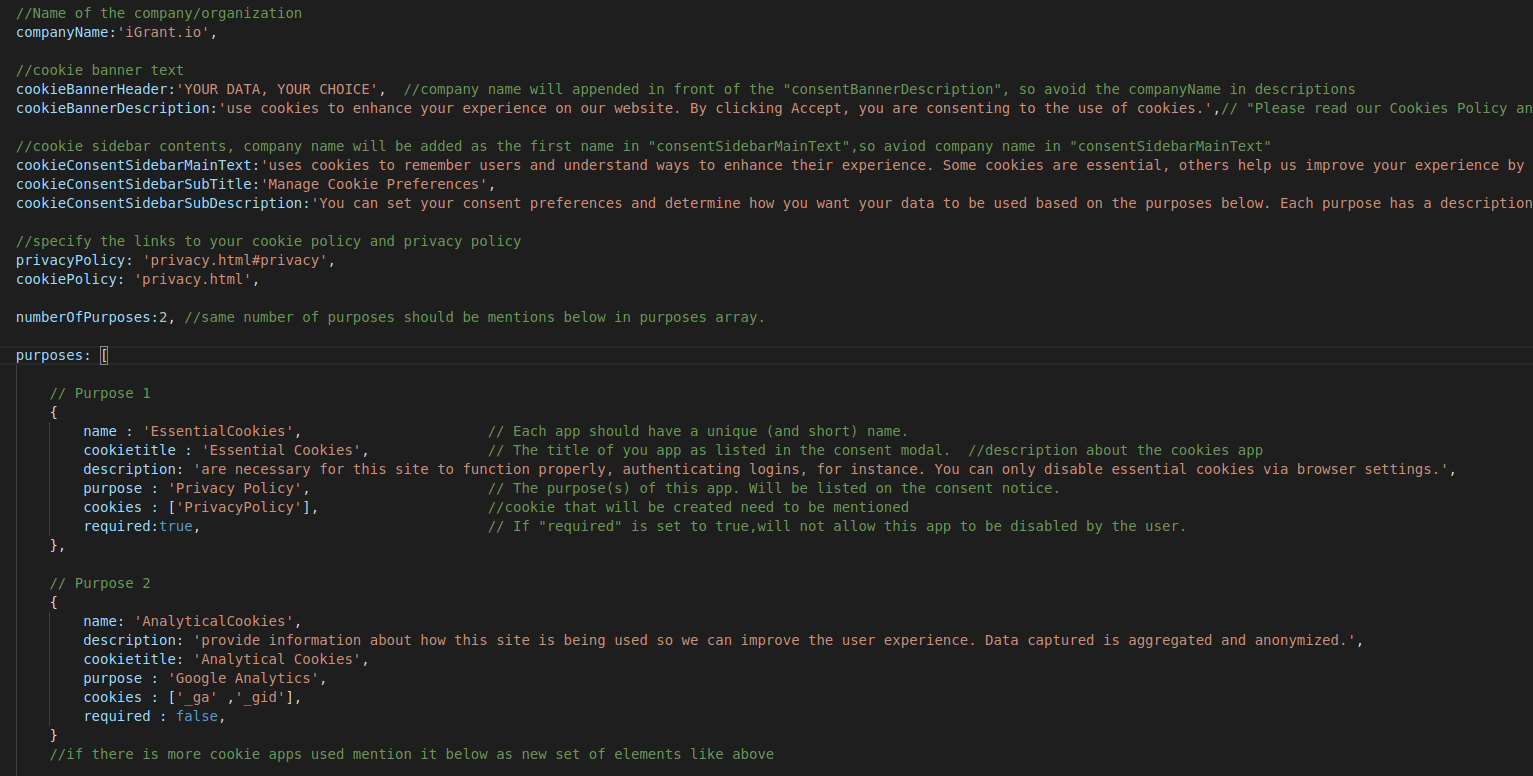 //Name of the company/organization
companyName:'iGrant.io',
//cookie banner text
cookieBannerHeader:'YOUR DATA, YOUR CHOICE',  //company name will appended in front of the "consentBannerDescription", so avoid the companyName in descriptions
cookieBannerDescription:'use cookies to enhance your experience on our website. By clicking Accept, you are consenting to the use of cookies.',// "Please read our Cookies Policy an
//cookie sidebar contents, company name will be added as the first name in "consentSidebarMainText",so aviod company name in "consentSidebarMainText"
cookieConsentSidebarMainText:'uses cookies to remember users and understand ways to enhance their experience. Some cookies are essential, others help us improve your experience by
cookieConsentSidebarSubTitle:'Manage Cookie Preferences',
cookieConsentSidebarSubDescription:'You can set your consent preferences and determine how you want your data to be used based on the purposes below. Each purpose has a description
//specify the links to your cookie policy and privacy policy
privacyPolicy: 'privacy.html#privacy',
cookiePolicy: 'privacy.html',
numberOfPurposes:2, //same number of purposes should be mentions below in purposes array.
purposes: [
// Purpose 1
{
name : 'EssentialCookies', // Each app should have a unique (and short) name.
cookietitle : 'Essential Cookies', // The title of you app as listed in the consent modal.  //description about the cookies app
description: 'are necessary for this site to function properly, authenticating logins, for instance. You can only disable essential cookies via browser settings.',
purpose : 'Privacy Policy', // The purpose(s) of this app. Will be listed on the consent notice.
cookies : ['PrivacyPolicy'], //cookie that will be created need to be mentioned
required:true, // If "required" is set to true,will not allow this app to be disabled by the user.
},
// Purpose 2
{
name: 'AnalyticalCookies',
description: 'provide information about how this site is being used so we can improve the user experience. Data captured is aggregated and anonymized.',
cookietitle: 'Analytical Cookies',
purpose : 'Google Analytics',
cookies : ['_ga' ,'_gid'],
required : false,
}
//if there is more cookie apps used mention it below as new set of elements like above